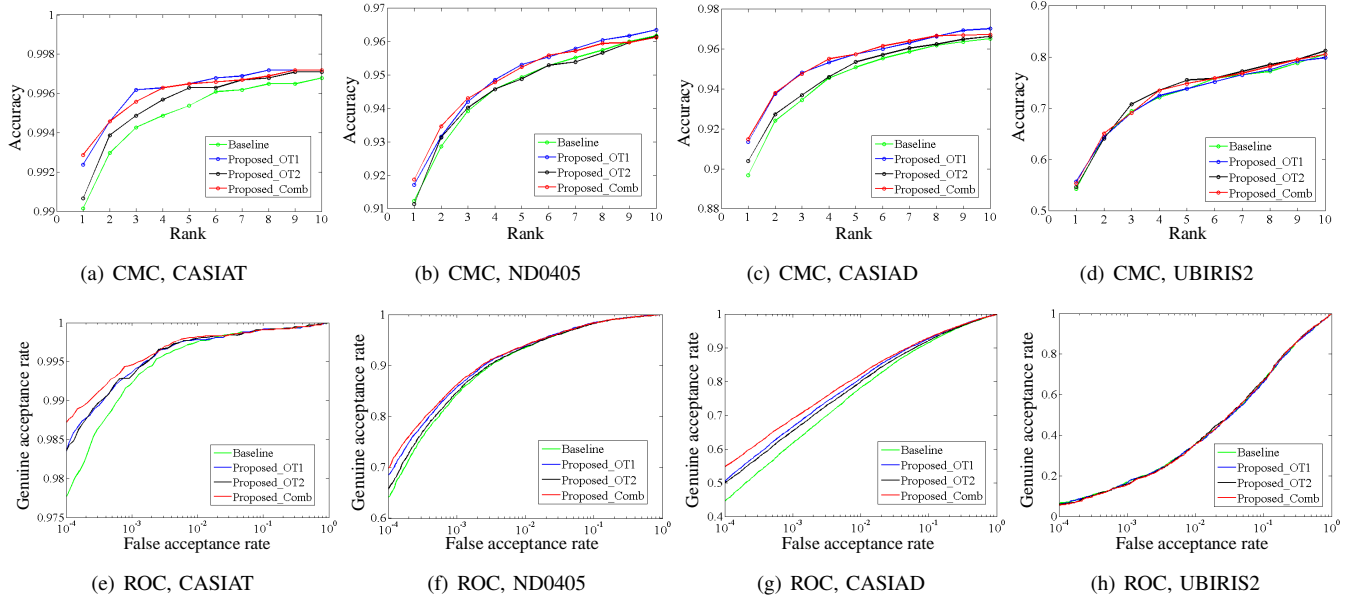 1
0.998
0.996
0.994
0.992
0.99
0 1 2 3 4 5 6 7 8 9 10
Accuracy
Rank
Baseline
Proposed_OT1
Proposed_OT2
Proposed_Comb
(a) CMC, CASIAT
0.97
0.96
0.95
0.94
0.93
0.92
0.91
0 1 2 3 4 5 6 7 8 9 10
Accuracy
Rank
Baseline
Proposed_OT1
Proposed_OT2
Proposed_Comb
(b) CMC, ND0405
0.98
0.96
0.94
0.92
0.9
0.88
0 1 2 3 4 5 6 7 8 9 10
Accuracy
Rank
Baseline
Proposed_OT1
Proposed_OT2
Proposed_Comb
(c) CMC, CASIAD
0.9
0.8
0.7
0.6
0.5
0 1 2 3 4 5 6 7 8 9 10
Accuracy
Rank
Baseline
Proposed_OT1
Proposed_OT2
Proposed_Comb
(d) CMC, UBIRIS2
1
0.995
0.99
0.985
0.98
0.975
10-4 10-3 10-2 10-1 100
Genuine acceptance rate
False acceptance rate
Baseline
Proposed_OT1
Proposed_OT2
Proposed_Comb
(e) ROC, CASIAT
1
0.9
0.8
0.7
0.6
10-4 10-3 10-2 10-1 100
Genuine acceptance rate
False acceptance rate
Baseline
Proposed_OT1
Proposed_OT2
Proposed_Comb
(f) ROC, ND0405
1
0.9
0.8
0.7
0.6
0.5
0.4
10-4 10-3 10-2 10-1 100
Genuine acceptance rate
False acceptance rate
Baseline
Proposed_OT1
Proposed_OT2
Proposed_Comb
(g) ROC, CASIAD
1
0.8
0.6
0.4
0.2
0
10-4 10-3 10-2 10-1 100
Genuine acceptance rate
False acceptance rate
Baseline
Proposed_OT1
Proposed_OT2
Proposed_Comb
(h) ROC, UBIRIS2